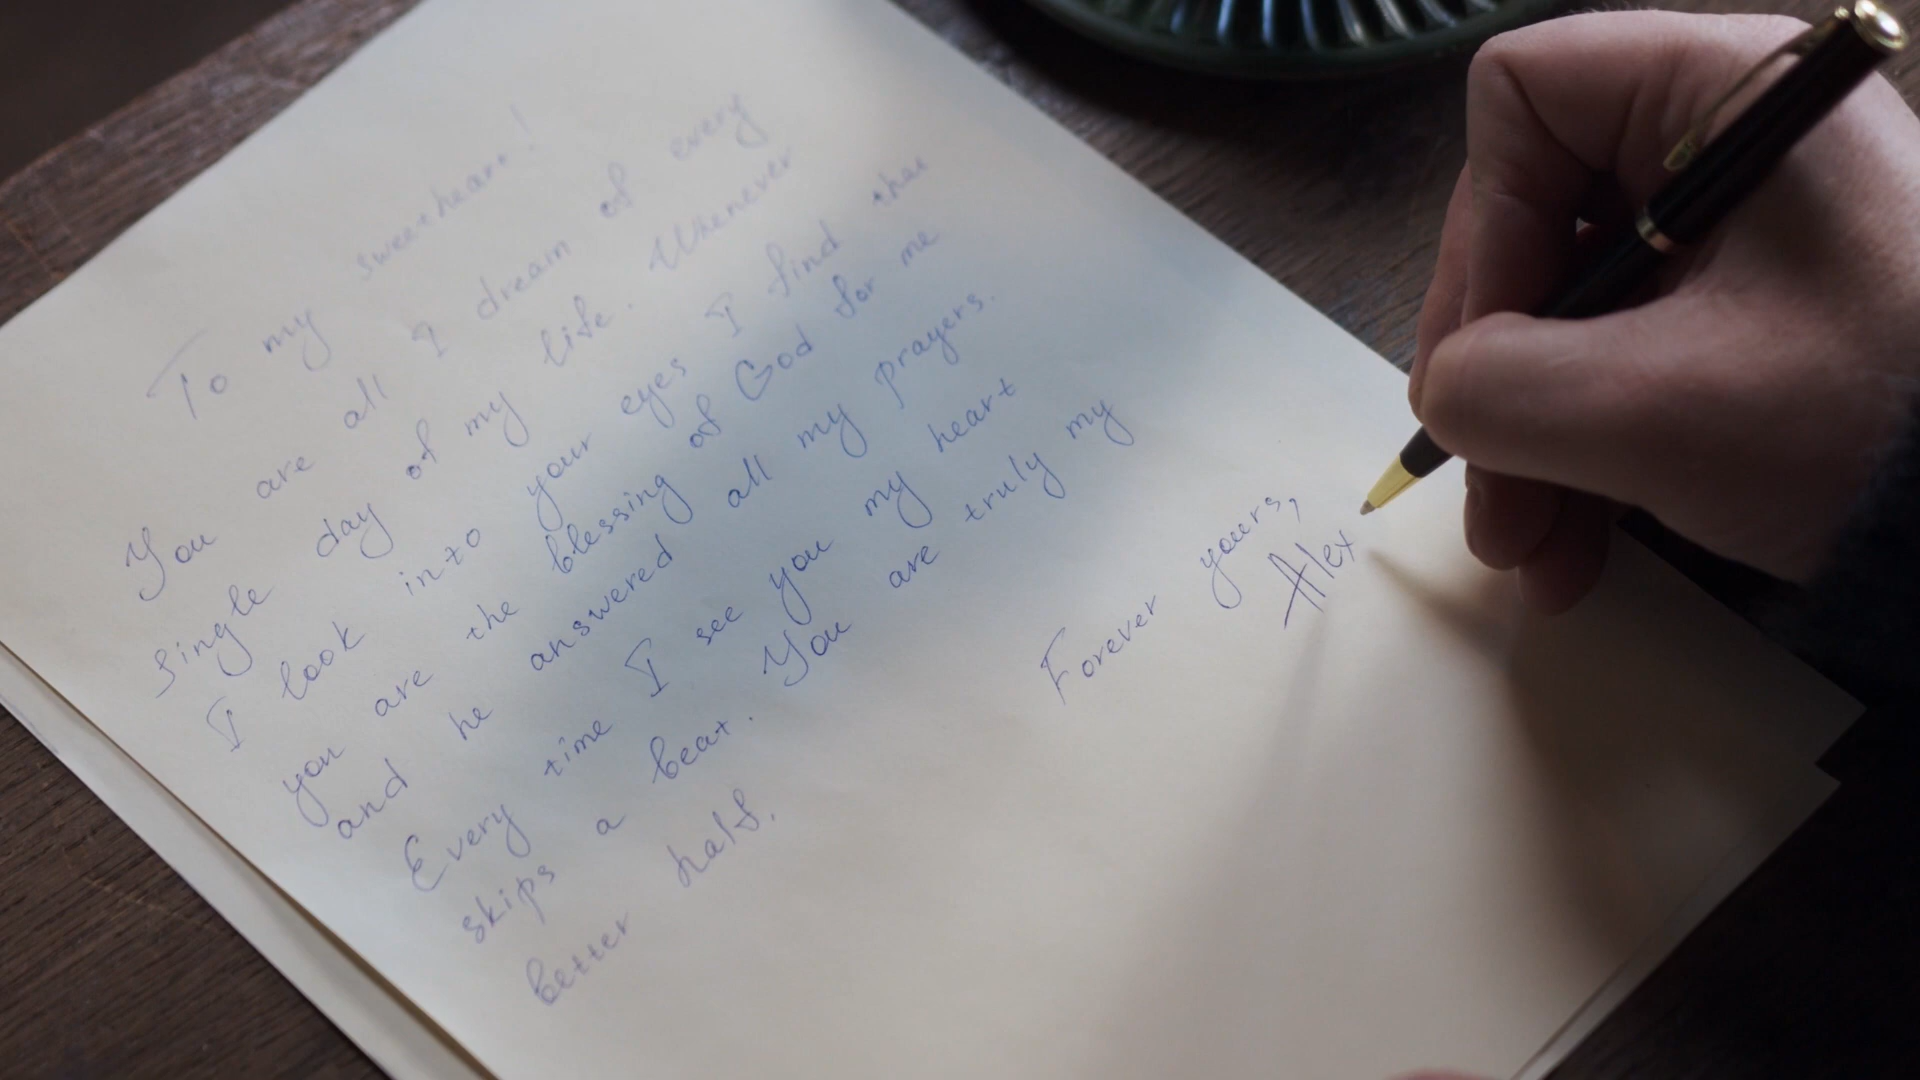 To my sweetheart!
You are all I dream of every
single day of my life. Whenever
I look into your eyes I find that
you are the blessing of God for me
and he answered all my prayers.
Every time I see you my heart
skips a beat. You are truly my
better half.
Forever yours,
Alex